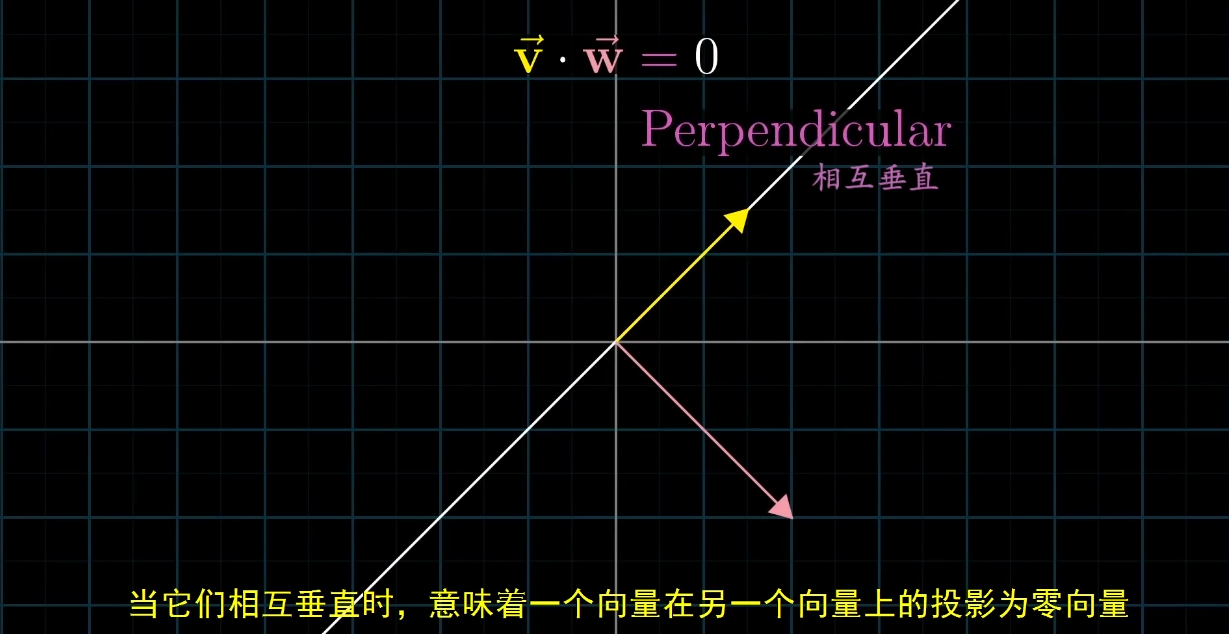 v⃗ · w⃗ = 0
Perpendicular
相互垂直
当它们相互垂直时，意味着一个向量在另一个向量上的投影为零向量